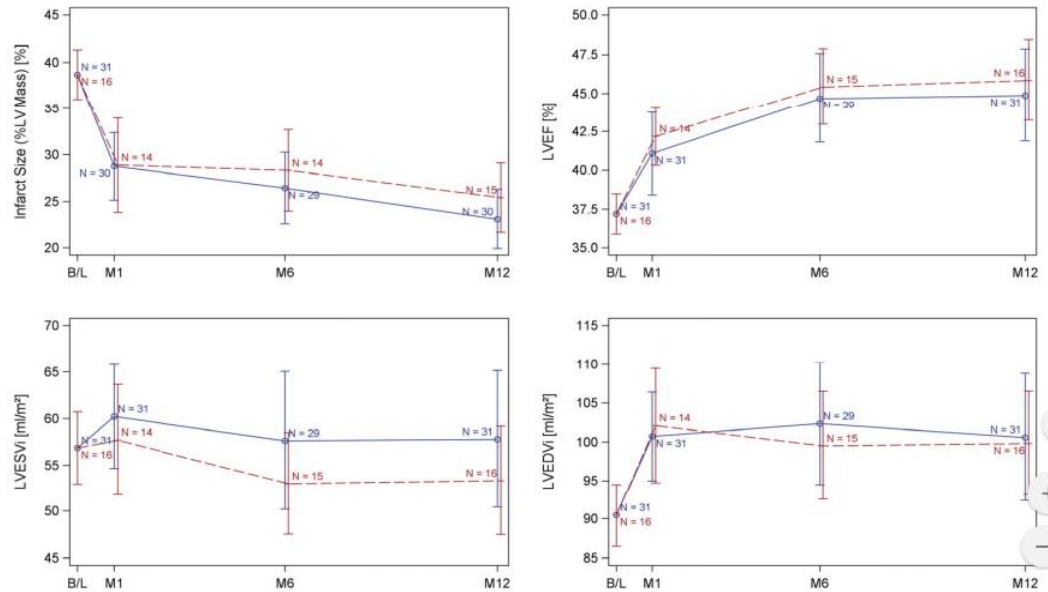 Infarct Size (%LV Mass) [%]
45
40
35
30
25
20
N = 31
N = 16
N = 14
N = 30
N = 14
N = 29
N = 15
N = 30
B/L M1 M6 M12
LVEF [%]
50.0
47.5
45.0
42.5
40.0
37.5
35.0
N = 31
N = 16
N = 14
N = 31
N = 15
N = 29
N = 16
N = 31
B/L M1 M6 M12
LVESVi [ml/m²]
70
65
60
55
50
45
N = 31
N = 16
N = 31
N = 14
N = 29
N = 15
N = 31
N = 16
B/L M1 M6 M12
LVEDVi [ml/m²]
115
110
105
100
95
90
85
N = 31
N = 16
N = 14
N = 31
N = 29
N = 15
N = 31
N = 16
B/L M1 M6 M12